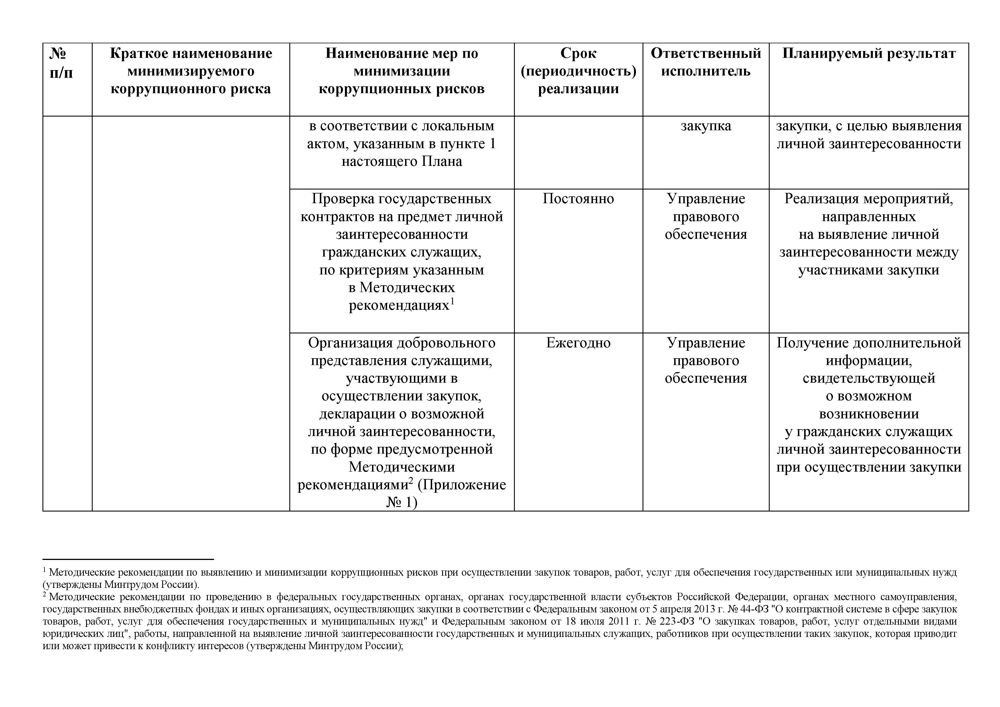 №
п/п
Краткое наименование
минимизируемого
коррупционного риска
Наименование мер по
минимизации
коррупционных рисков
Срок
(периодичность)
реализации
Ответственный
исполнитель
Планируемый результат
в соответствии с локальным
актом, указанным в пункте 1
настоящего Плана
закупка
закупки, с целью выявления
личной заинтересованности
Проверка государственных
контрактов на предмет личной
заинтересованности
гражданских служащих,
по критериям указанным
в Методических
рекомендациях1
Постоянно
Управление
правового
обеспечения
Реализация мероприятий,
направленных
на выявление личной
заинтересованности между
участниками закупки
Организация добровольного
представления служащими,
участвующими в
осуществлении закупок,
декларации о возможной
личной заинтересованности,
по форме предусмотренной
Методическими
рекомендациями2 (Приложение
№ 1)
Ежегодно
Управление
правового
обеспечения
Получение дополнительной
информации,
свидетельствующей
о возможном
возникновении
у гражданских служащих
личной заинтересованности
при осуществлении закупки
1 Методические рекомендации по выявлению и минимизации коррупционных рисков при осуществлении закупок товаров, работ, услуг для обеспечения государственных или муниципальных нужд
(утверждены Минтрудом России).
2 Методические рекомендации по проведению в федеральных государственных органах, органах государственной власти субъектов Российской Федерации, органах местного самоуправления,
государственных внебюджетных фондах и иных организациях, осуществляющих закупки в соответствии с Федеральным законом от 5 апреля 2013 г. № 44-ФЗ "О контрактной системе в сфере закупок
товаров, работ, услуг для обеспечения государственных и муниципальных нужд" и Федеральным законом от 18 июля 2011 г. № 223-ФЗ "О закупках товаров, работ, услуг отдельными видами
юридических лиц", работы, направленной на выявление личной заинтересованности государственных и муниципальных служащих, работников при осуществлении таких закупок, которая приводит
или может привести к конфликту интересов (утверждены Минтрудом России);